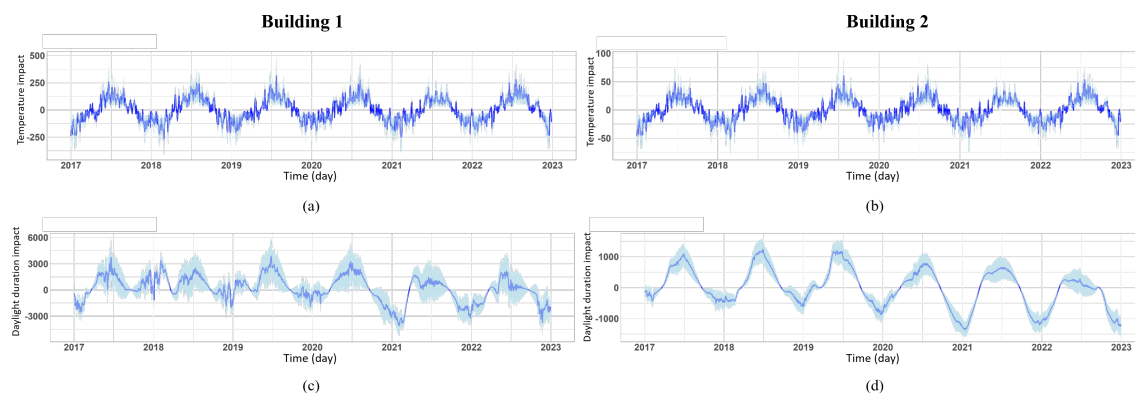 Building 1
Building 2
Temperature impact
500
250
0
-250
2017 2018 2019 2020 2021 2022 2023
Time (day)
(a)
Temperature impact
100
50
0
-50
2017 2018 2019 2020 2021 2022 2023
Time (day)
(b)
Daylight duration impact
6000
3000
0
-3000
2017 2018 2019 2020 2021 2022 2023
Time (day)
(c)
Daylight duration impact
1000
0
-1000
2017 2018 2019 2020 2021 2022 2023
Time (day)
(d)